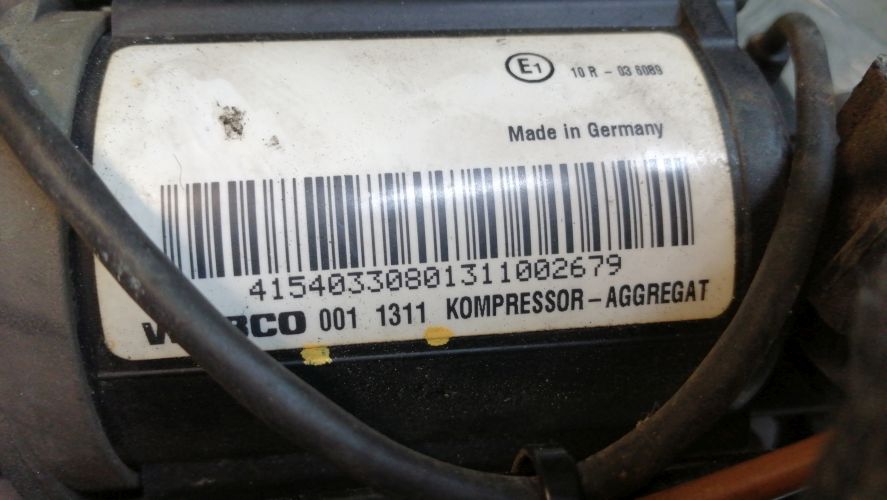 E1 10 R - 03 6089
Made in Germany
41540330801311002679
001 1311 KOMPRESSOR-AGGREGAT